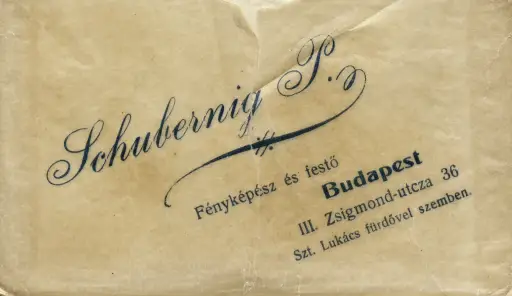 Schubernig P.
Fényképész és festő
Budapest
III. Zsigmond-utcza 36
Szt. Lukács fürdővel szemben.